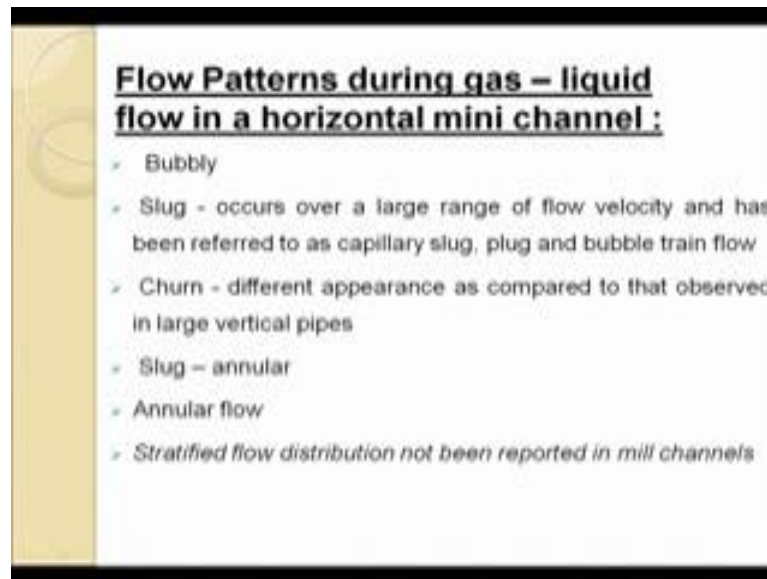 Flow Patterns during gas – liquid
flow in a horizontal mini channel :
Bubbly
Slug - occurs over a large range of flow velocity and has
been referred to as capillary slug, plug and bubble train flow
Churn - different appearance as compared to that observed
in large vertical pipes
Slug – annular
Annular flow
Stratified flow distribution not been reported in mill channels